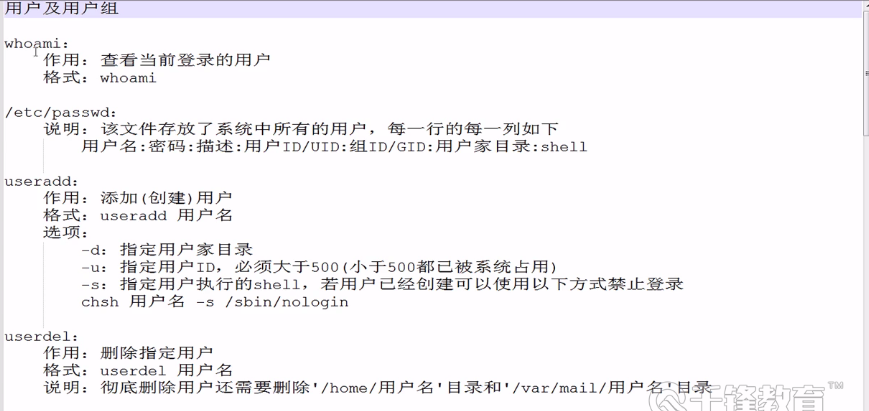 用户及用户组
whoami:
作用: 查看当前登录的用户
格式: whoami
/etc/passwd:
说明: 该文件存放了系统中所有的用户, 每一行的每一列如下
用户名:密码:描述:用户ID/UID:组ID/GID:用户家目录:shell
useradd:
作用: 添加(创建)用户
格式: useradd 用户名
选项:
-d: 指定用户家目录
-u: 指定用户ID, 必须大于500(小于500都已被系统占用)
-s: 指定用户执行的shell, 若用户已经创建可以使用以下方式禁止登录
chsh 用户名 -s /sbin/nologin
userdel:
作用: 删除指定用户
格式: userdel 用户名
说明: 彻底删除用户还需要删除'/home/用户名'目录和'/var/mail/用户名'目录
千锋教育™